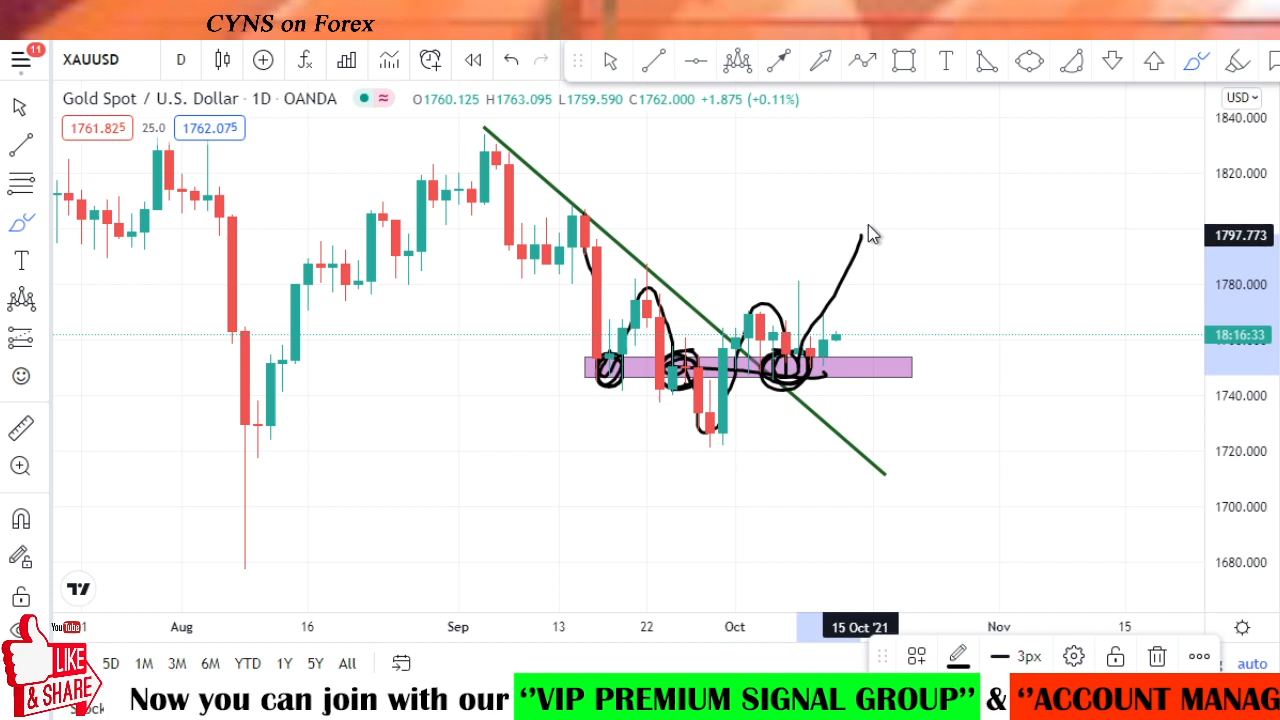 CYNS on Forex
11
XAUUSD
D
Gold Spot / U.S. Dollar · 1D · OANDA
O1760.125 H1763.095 L1759.590 C1762.000 +1.875 (+0.11%)
USD
1761.825
25.0
1762.075
1840.000
1820.000
1797.773
1780.000
18:16:33
1740.000
1720.000
1700.000
1680.000
Aug
16
Sep
13
22
Oct
15 Oct '21
Nov
15
5D
1M
3M
6M
YTD
1Y
5Y
All
3px
auto
YouTube
LIKE
& SHARE
Now you can join with our ‘‘VIP PREMIUM SIGNAL GROUP’’ & ‘‘ACCOUNT MANAG